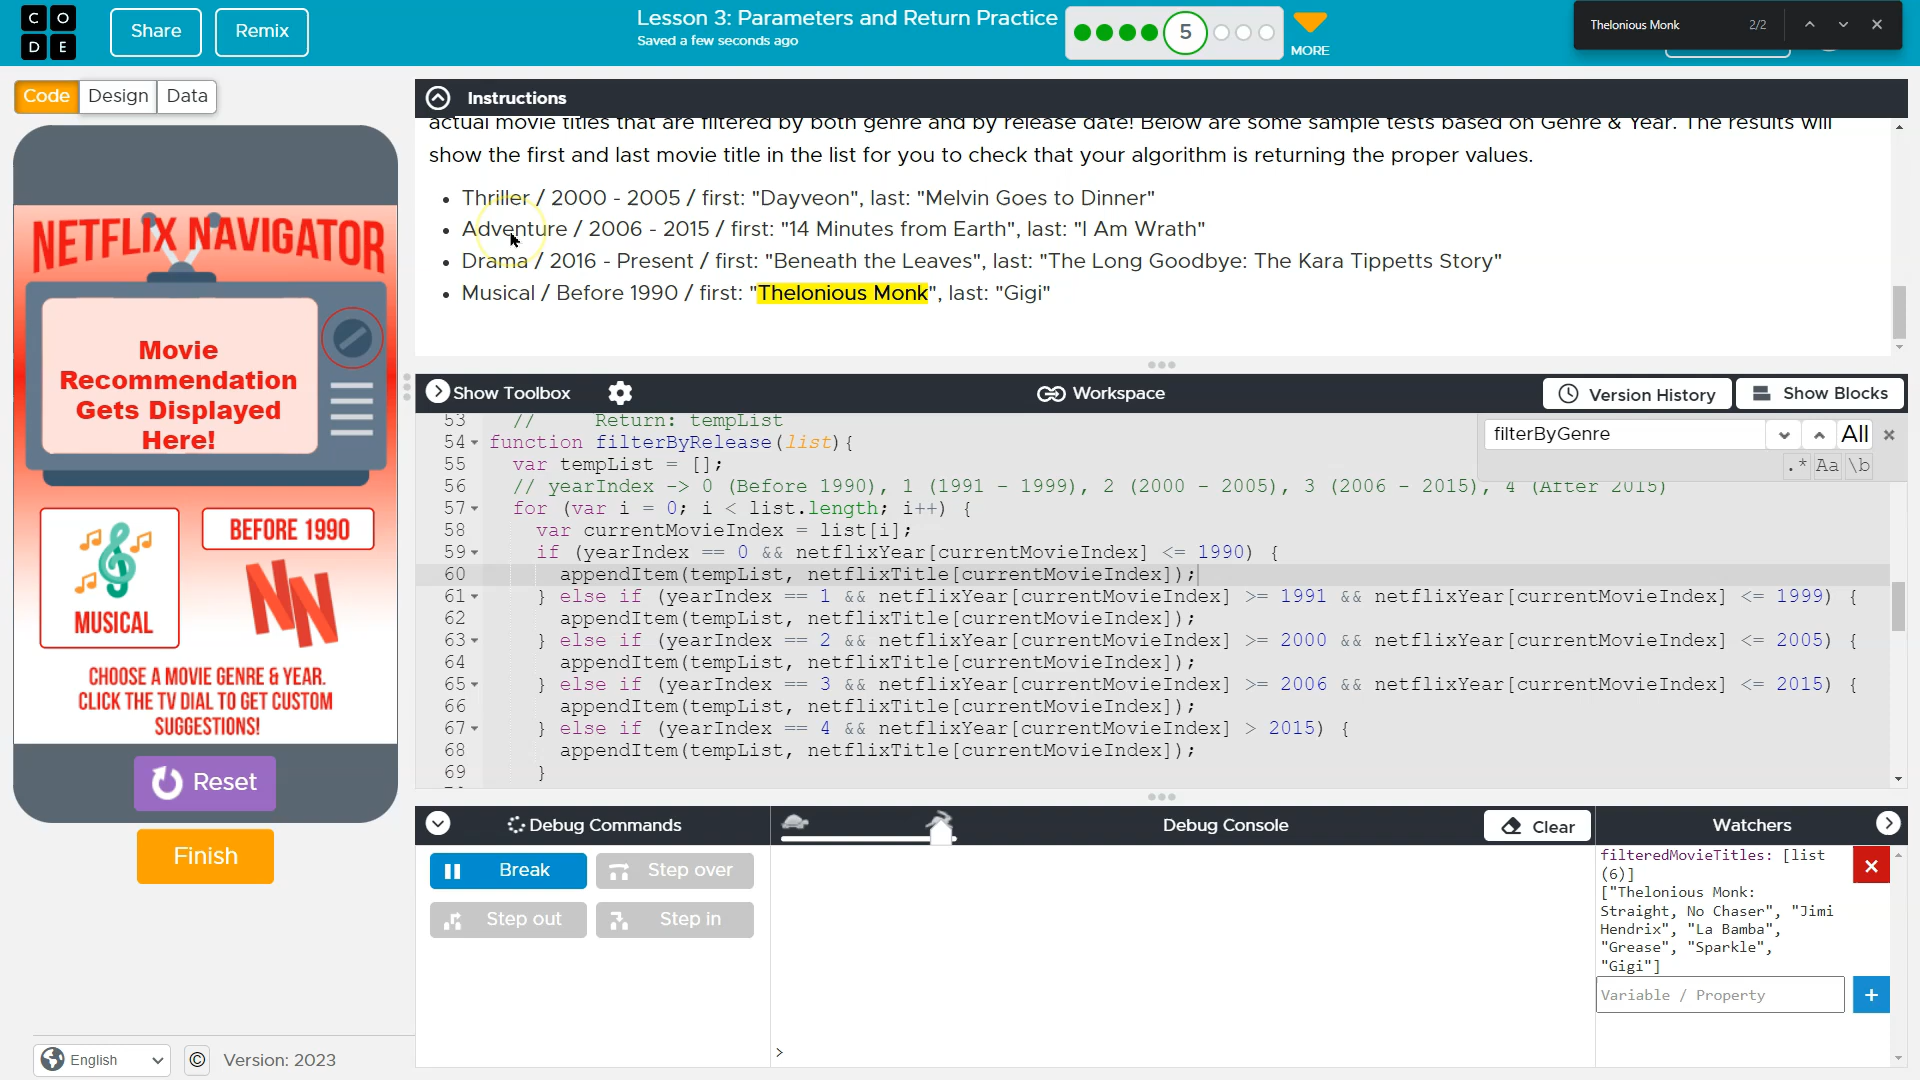 C O
D E
Share
Remix
Lesson 3: Parameters and Return Practice
Saved a few seconds ago
5
MORE
Thelonious Monk
2/2
Code
Design
Data
Instructions
actual movie titles that are filtered by both genre and by release date! Below are some sample tests based on Genre & Year. The results will
show the first and last movie title in the list for you to check that your algorithm is returning the proper values.
• Thriller / 2000 - 2005 / first: "Dayveon", last: "Melvin Goes to Dinner"
• Adventure / 2006 - 2015 / first: "14 Minutes from Earth", last: "I Am Wrath"
• Drama / 2016 - Present / first: "Beneath the Leaves", last: "The Long Goodbye: The Kara Tippetts Story"
• Musical / Before 1990 / first: "Thelonious Monk", last: "Gigi"
NETFLIX NAVIGATOR
Movie
Recommendation
Gets Displayed
Here!
BEFORE 1990
MUSICAL
CHOOSE A MOVIE GENRE & YEAR.
CLICK THE TV DIAL TO GET CUSTOM
SUGGESTIONS!
Reset
Finish
English
© Version: 2023
Show Toolbox
Workspace
Version History
Show Blocks
filterByGenre
All
.* Aa \b
53 // Return: tempList
54 function filterByRelease(list){
55 var tempList = [];
56 // yearIndex -> 0 (Before 1990), 1 (1991 - 1999), 2 (2000 - 2005), 3 (2006 - 2015), 4 (After 2015)
57 for (var i = 0; i < list.length; i++) {
58 var currentMovieIndex = list[i];
59 if (yearIndex == 0 && netflixYear[currentMovieIndex] <= 1990) {
60 appendItem(tempList, netflixTitle[currentMovieIndex]);
61 } else if (yearIndex == 1 && netflixYear[currentMovieIndex] >= 1991 && netflixYear[currentMovieIndex] <= 1999) {
62 appendItem(tempList, netflixTitle[currentMovieIndex]);
63 } else if (yearIndex == 2 && netflixYear[currentMovieIndex] >= 2000 && netflixYear[currentMovieIndex] <= 2005) {
64 appendItem(tempList, netflixTitle[currentMovieIndex]);
65 } else if (yearIndex == 3 && netflixYear[currentMovieIndex] >= 2006 && netflixYear[currentMovieIndex] <= 2015) {
66 appendItem(tempList, netflixTitle[currentMovieIndex]);
67 } else if (yearIndex == 4 && netflixYear[currentMovieIndex] > 2015) {
68 appendItem(tempList, netflixTitle[currentMovieIndex]);
69 }
Debug Commands
Debug Console
Clear
Watchers
Break
Step over
Step out
Step in
>
filteredMovieTitles: [list
(6)]
["Thelonious Monk:
Straight, No Chaser", "Jimi
Hendrix", "La Bamba",
"Grease", "Sparkle",
"Gigi"]
Variable / Property
+